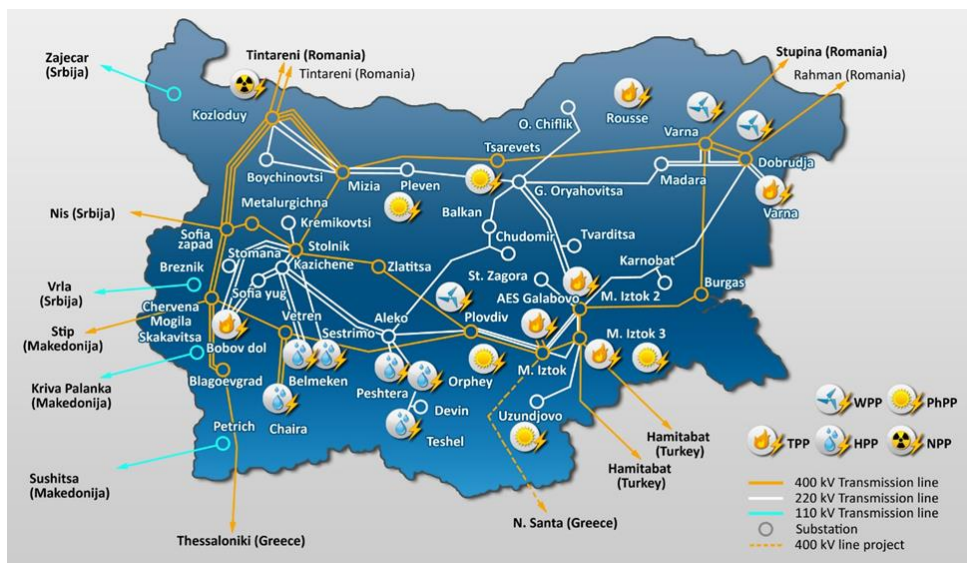 Tintareni (Romania)
Tintareni (Romania)
Zajecar
(Srbija)
Stupina (Romania)
Rahman (Romania)
Kozloduy
O. Chiflik
Rousse
Varna
Tsarevets
Dobrudja
Boychinovtsi
Mizia
Pleven
G. Oryahovitsa
Madara
Varna
Metalurgichna
Nis (Srbija)
Kremikovtsi
Balkan
Sofia
zapad
Stolnik
Chudomir
Tvarditsa
Stomana
Kazichene
Zlatitsa
St. Zagora
Karnobat
Breznik
Sofia yug
AES Galabovo
M. Iztok 2
Burgas
Vrla
(Srbija)
Chervena
Mogila
Skakavitsa
Vetren
Sestrimo
Aleko
Plovdiv
Stip
(Makedonija)
Bobov dol
M. Iztok 3
Kriva Palanka
(Makedonija)
Blagoevgrad
Belmeken
Peshtera
Orphey
M. Iztok
Chaira
Devin
Uzundjovo
Petrich
Teshel
Hamitabat
(Turkey)
Hamitabat
(Turkey)
Sushitsa
(Makedonija)
N. Santa (Greece)
Thessaloniki (Greece)
WPP
PhPP
TPP
HPP
NPP
400 kV Transmission line
220 kV Transmission line
110 kV Transmission line
Substation
400 kV line project